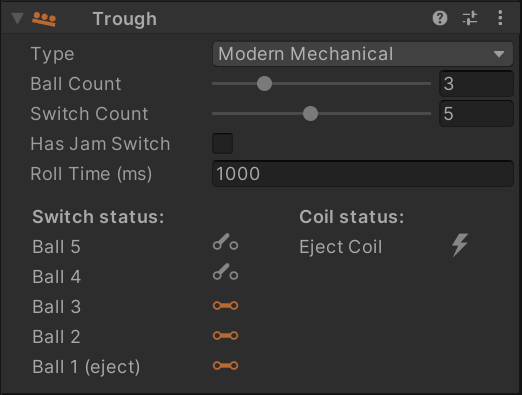 Trough
Type Modern Mechanical
Ball Count 3
Switch Count 5
Has Jam Switch
Roll Time (ms) 1000
Switch status: Coil status:
Ball 5 Eject Coil
Ball 4
Ball 3
Ball 2
Ball 1 (eject)